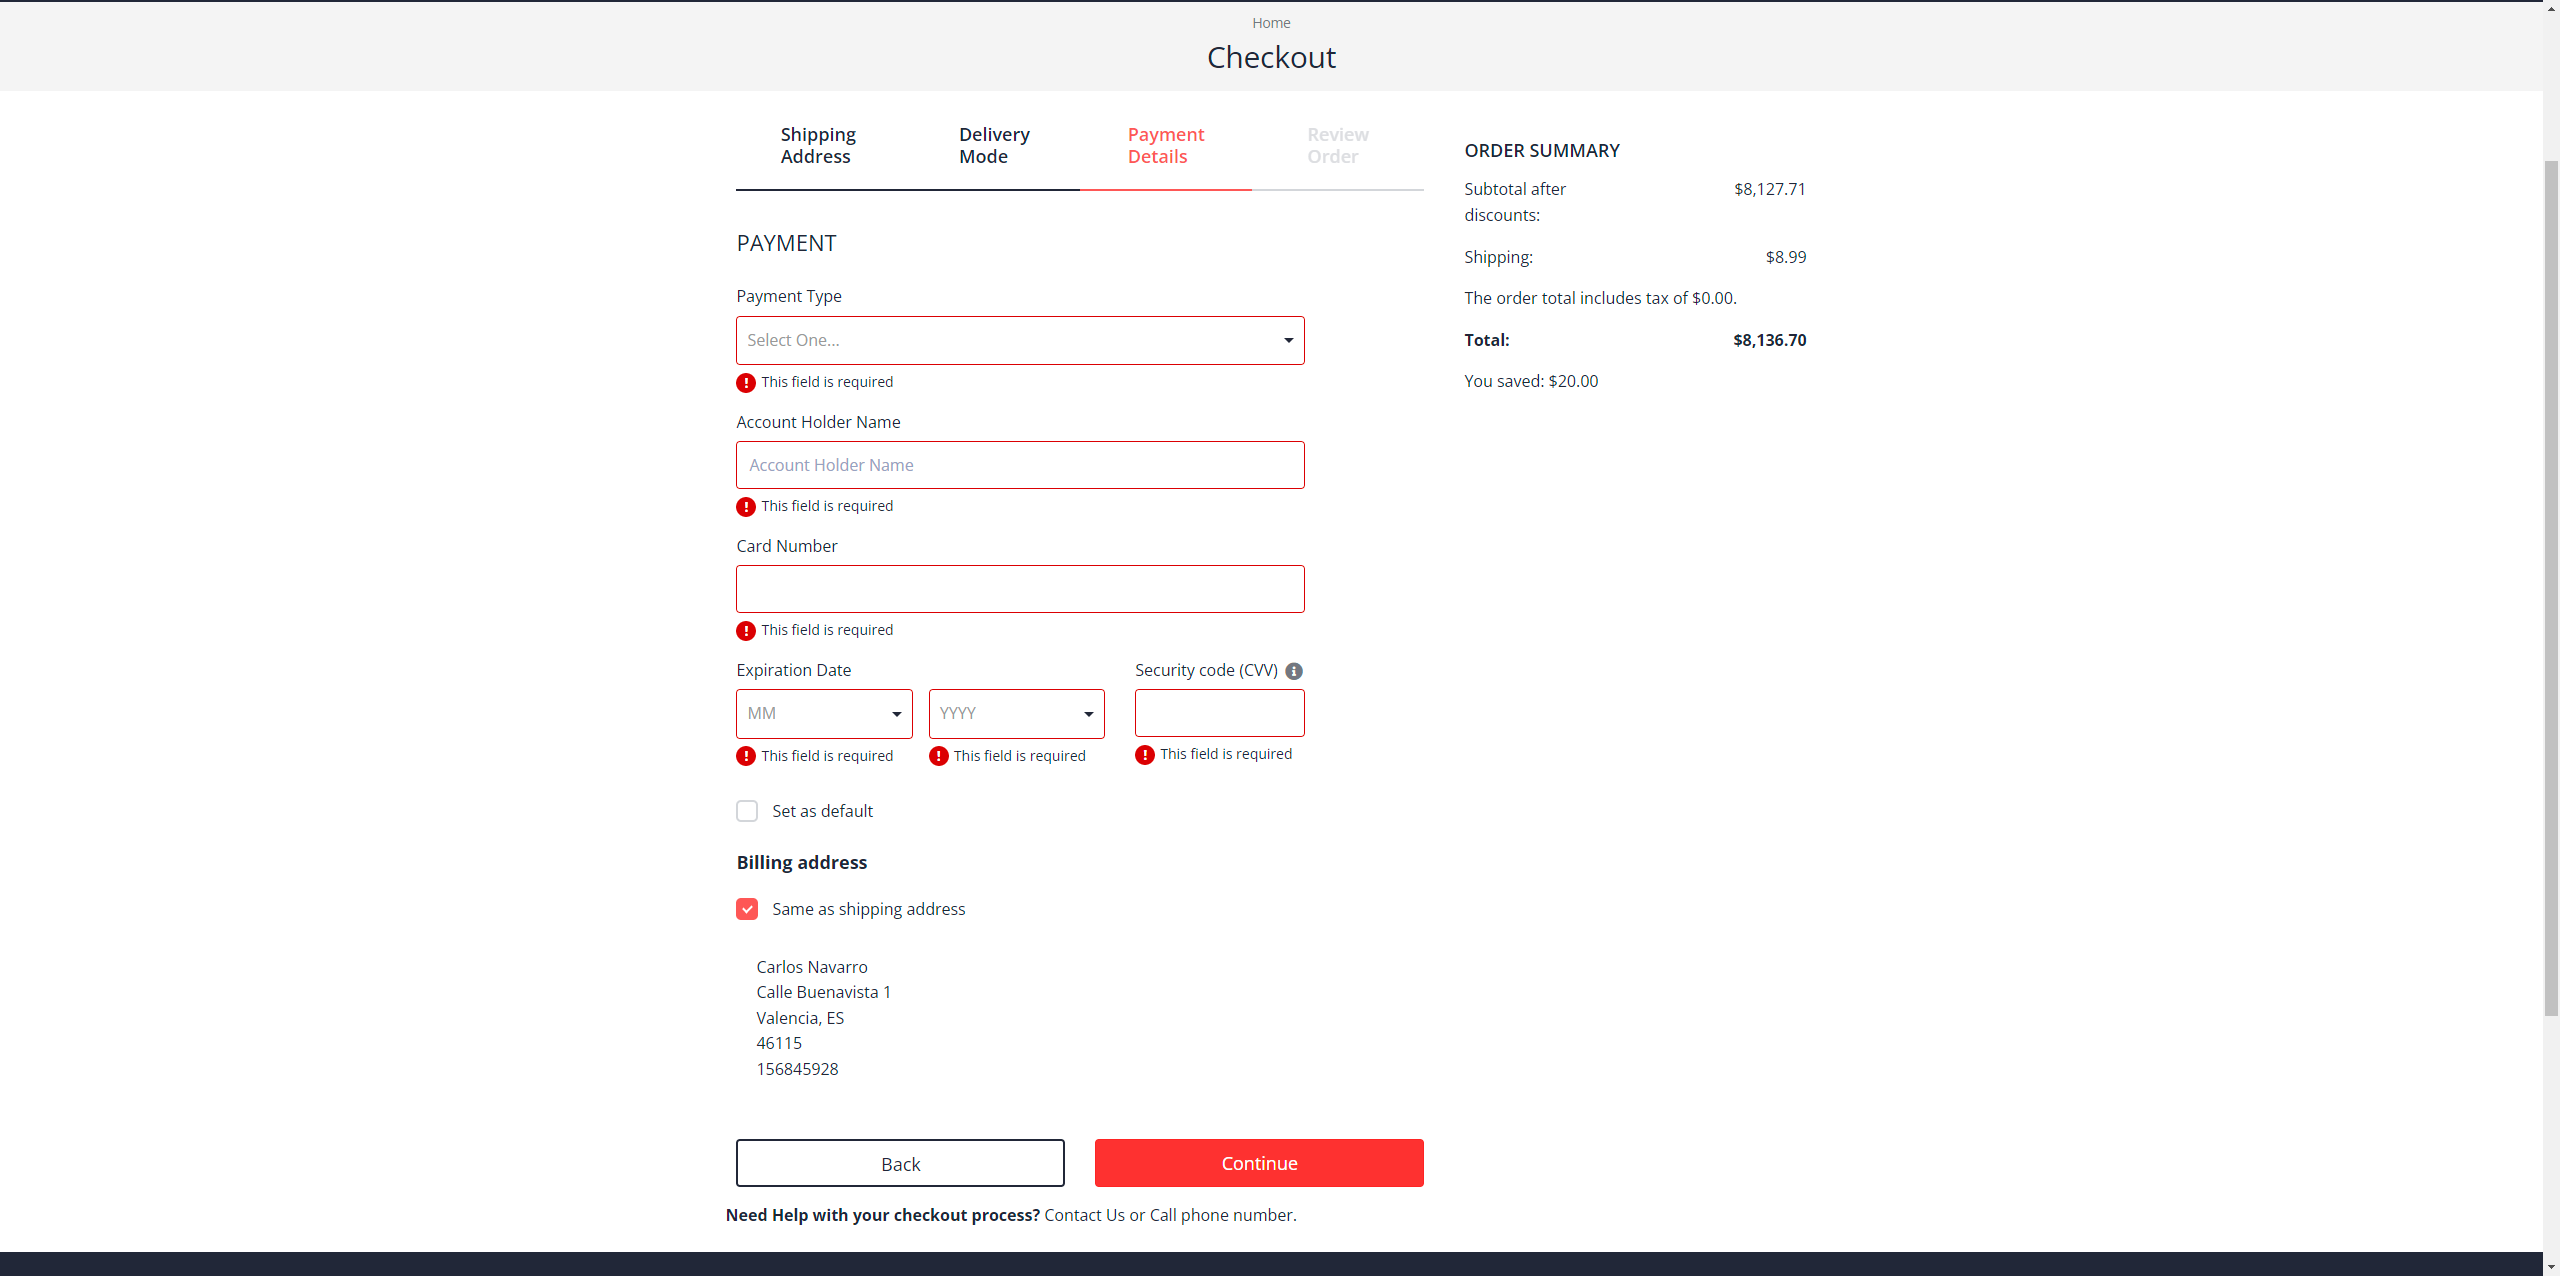 Home
Checkout
Shipping
Address
Delivery
Mode
Payment
Details
Review
Order
PAYMENT
Payment Type
Select One...
This field is required
Account Holder Name
Account Holder Name
This field is required
Card Number
This field is required
Expiration Date
Security code (CVV)
MM
YYYY
This field is required
This field is required
This field is required
Set as default
Billing address
Same as shipping address
Carlos Navarro
Calle Buenavista 1
Valencia, ES
46115
156845928
Back
Continue
Need Help with your checkout process? Contact Us or Call phone number.
ORDER SUMMARY
Subtotal after
discounts:
$8,127.71
Shipping: $8.99
The order total includes tax of $0.00.
Total: $8,136.70
You saved: $20.00